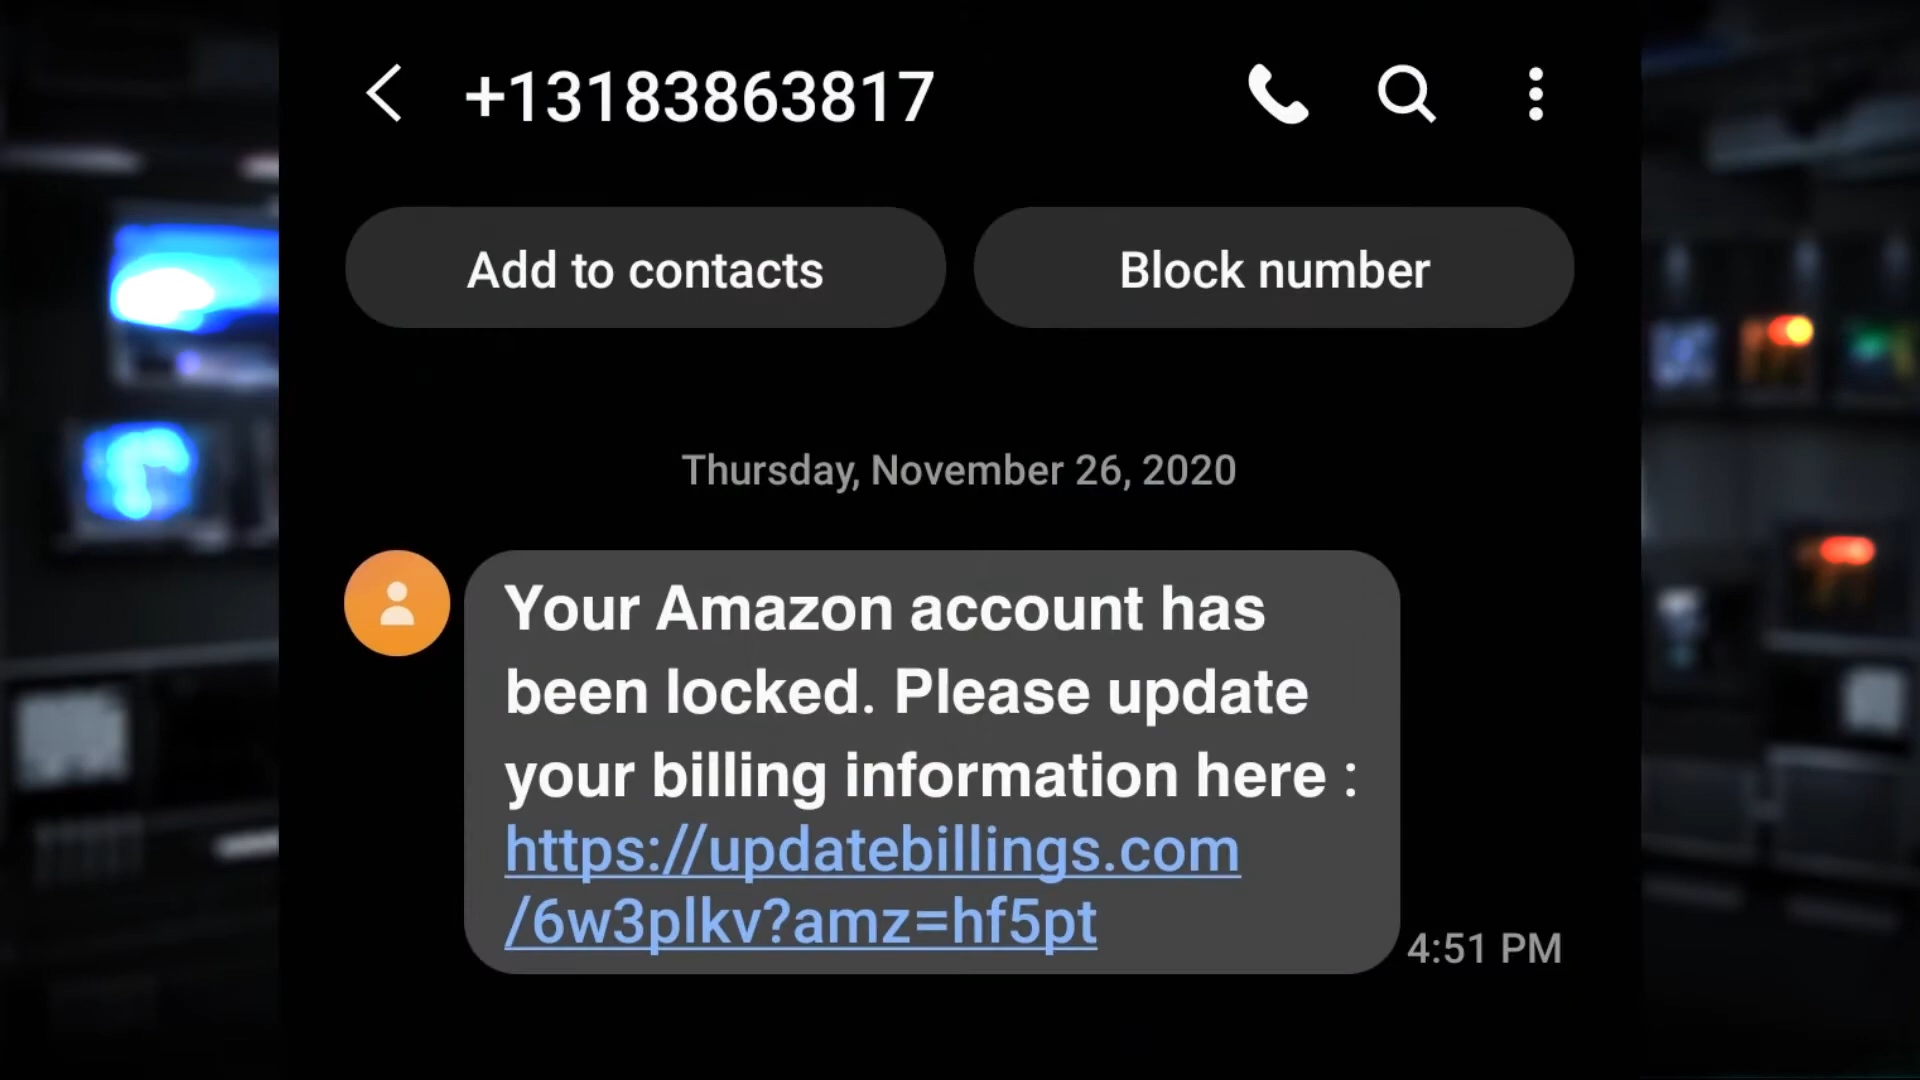 +13183863817
Add to contacts
Block number
Thursday, November 26, 2020
Your Amazon account has
been locked. Please update
your billing information here :
https://updatebillings.com
/6w3plkv?amz=hf5pt
4:51 PM